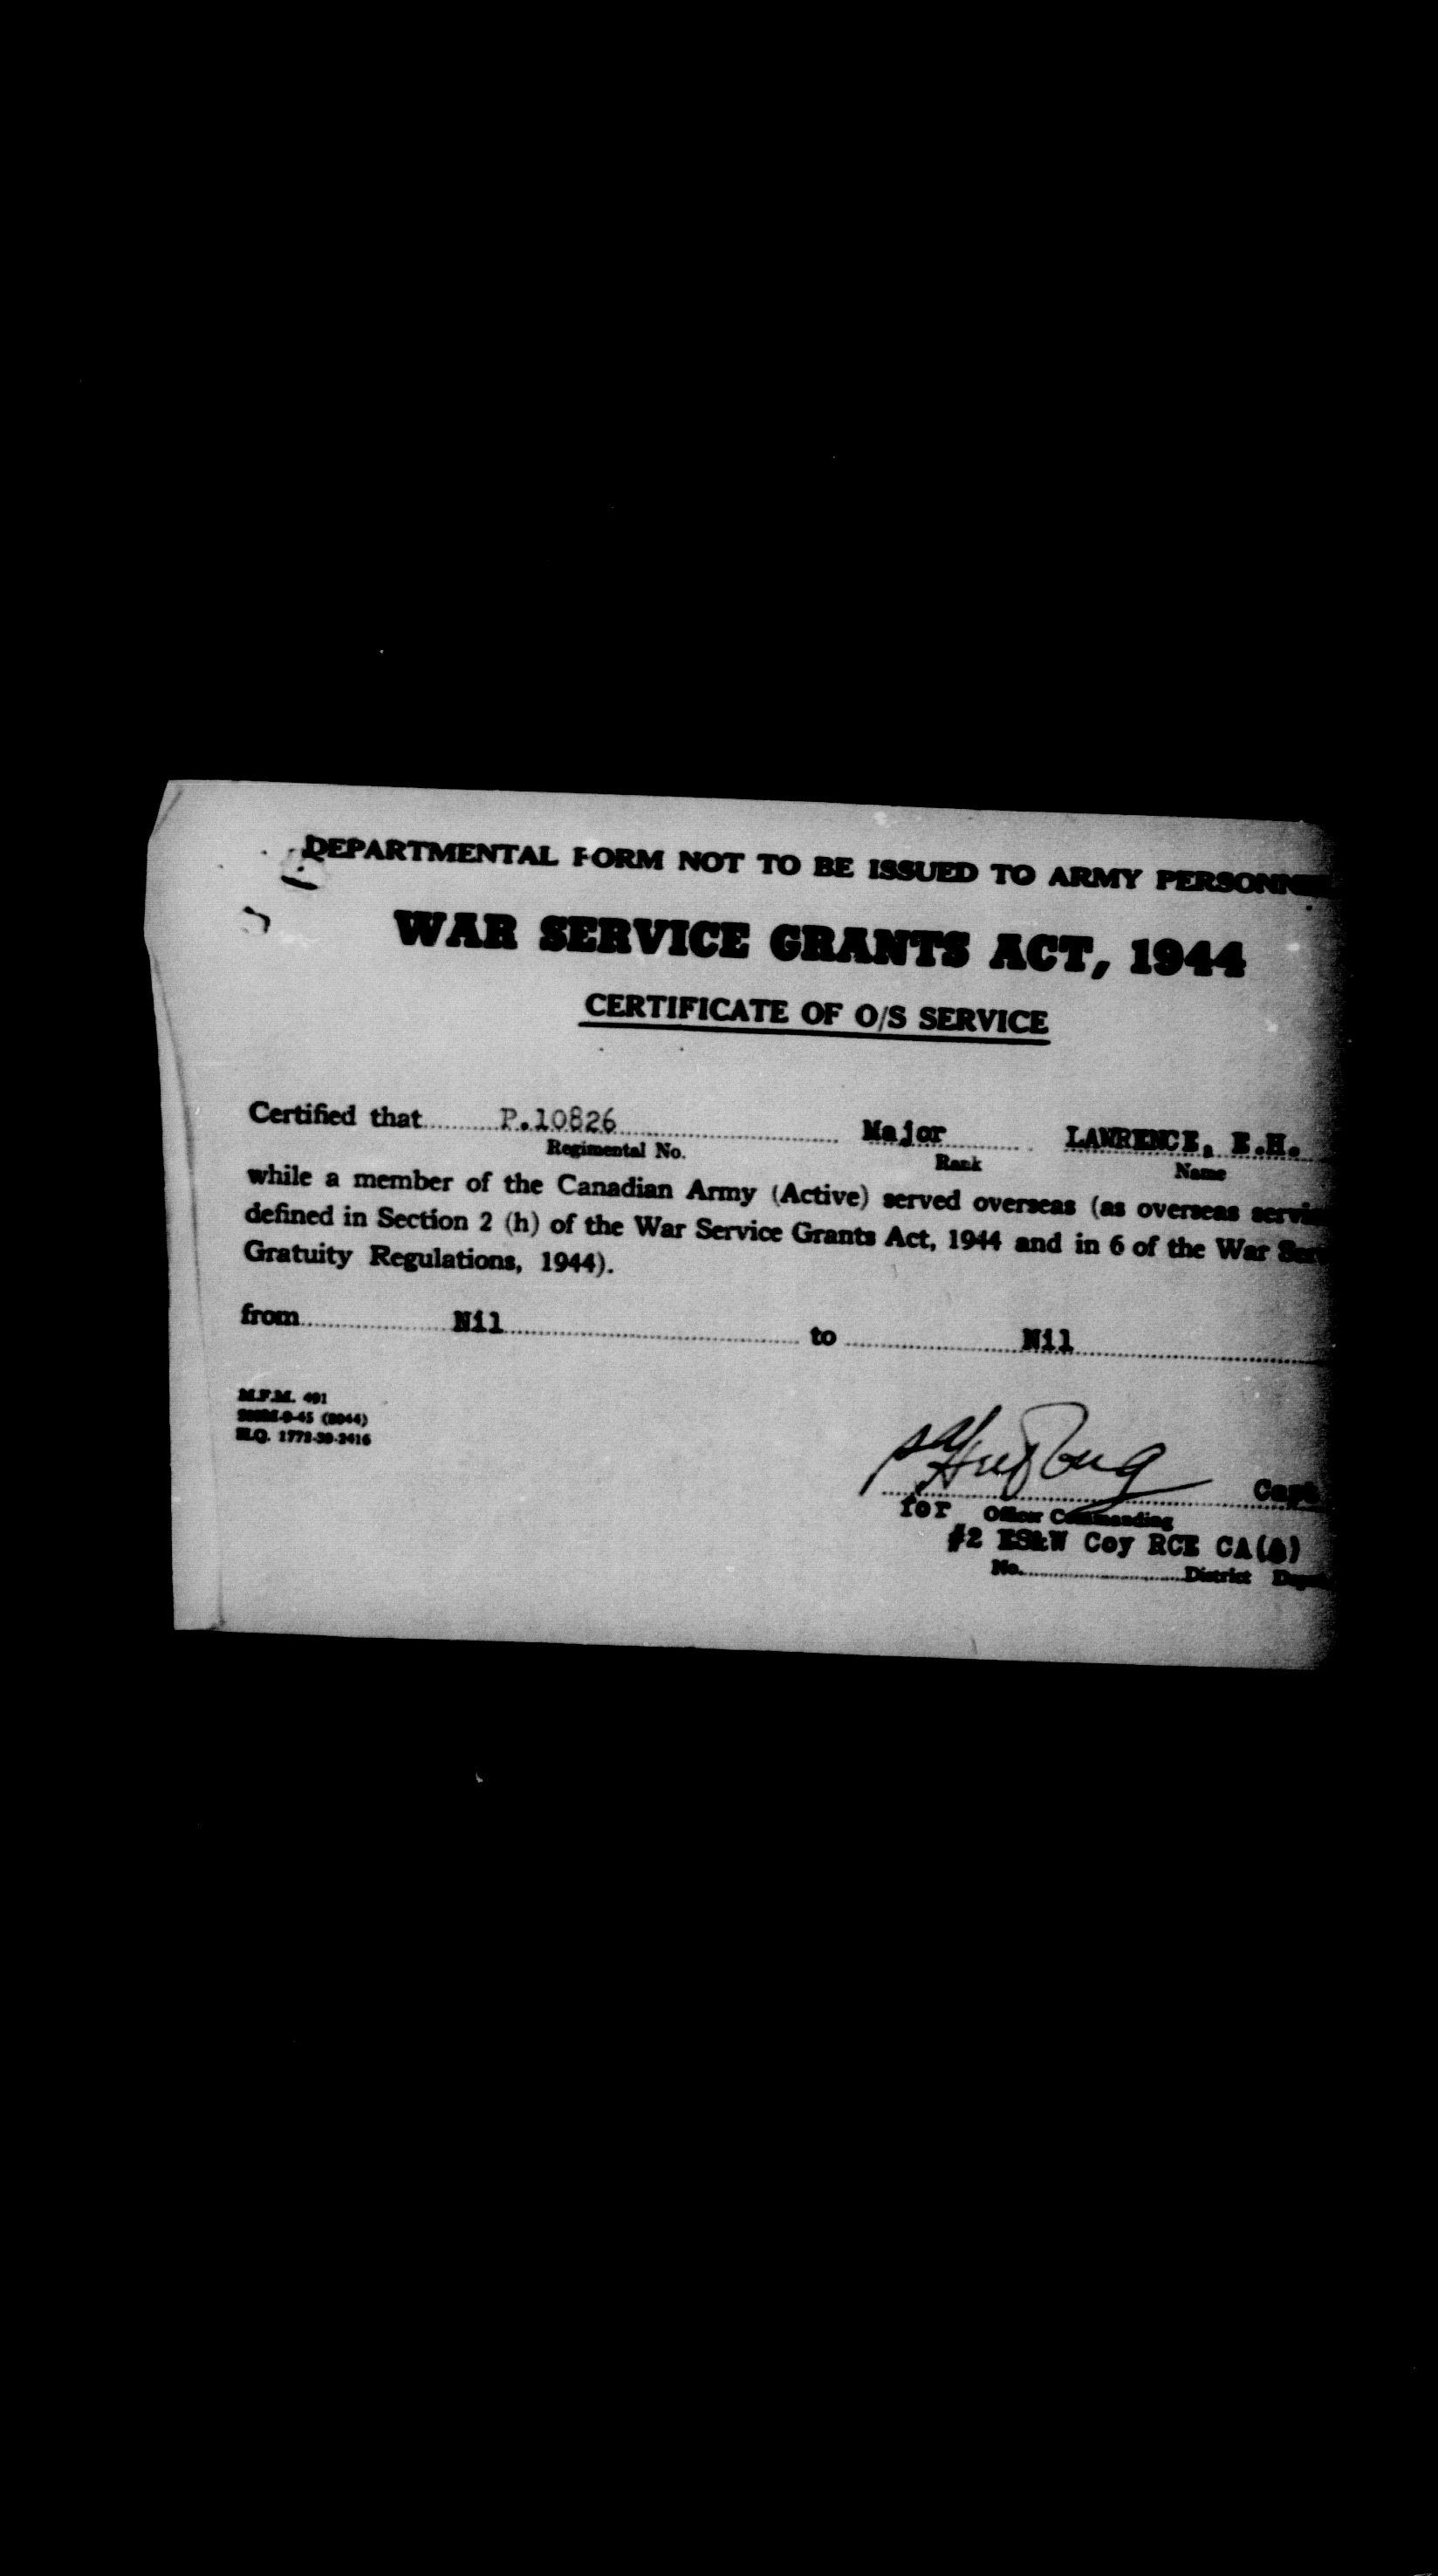 DEPARTMENTAL FORM NOT TO BE ISSUED TO ARMY
WAR SERVICE GRANTS ACT, 1944
CERTIFICATE OF O/S SERVICE
Certified that P.10826 Major LAWRENCE, E.H.
Regimental No. Rank Name
while a member of the Canadian Army (Active) served overseas (as overseas
defined in Section 2 (h) of the War Service Grants Act, 1944 and in 6 of the War
Gratuity Regulations, 1944).
from Nil to Nil
M.F.M. 491
H.Q. 1772-39-2416
Capt
for Officer Commanding
#2 ES&W Coy RCE CA(A)
No. District